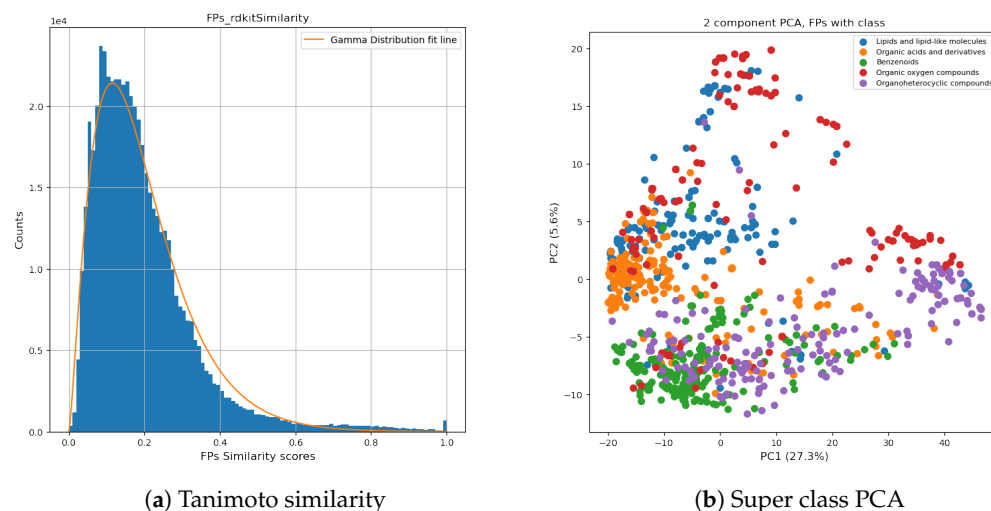 FPs_rdkitSimilarity
1e4
Gamma Distribution fit line
2.0
1.5
1.0
0.5
0.0
Counts
0.0 0.2 0.4 0.6 0.8 1.0
FPs Similarity scores
(a) Tanimoto similarity
2 component PCA, FPs with class
Lipids and lipid-like molecules
Organic acids and derivatives
Benzenoids
Organic oxygen compounds
Organoheterocyclic compounds
20
15
10
5
0
−5
−10
PC2 (5.6%)
−20 −10 0 10 20 30 40
PC1 (27.3%)
(b) Super class PCA